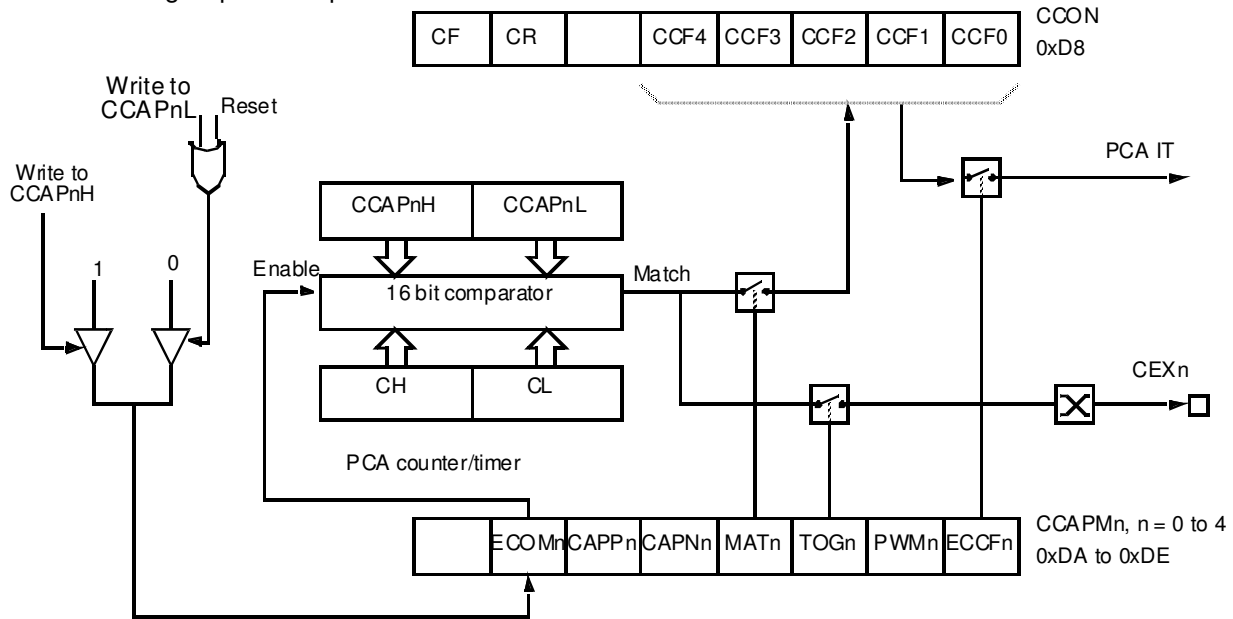 CCON
CF CR CCF4 CCF3 CCF2 CCF1 CCF0
0xD8
Write to
CCAPnL
Reset
Write to
CCAPnH
PCA IT
CCAPnH CCAPnL
1
0
Enable
16 bit comparator
Match
CH CL
CEXn
PCA counter/timer
ECOMn CAPPn CAPNn MATn TOGn PWMn ECCFn
CCAPMn, n = 0 to 4
0xDA to 0xDE